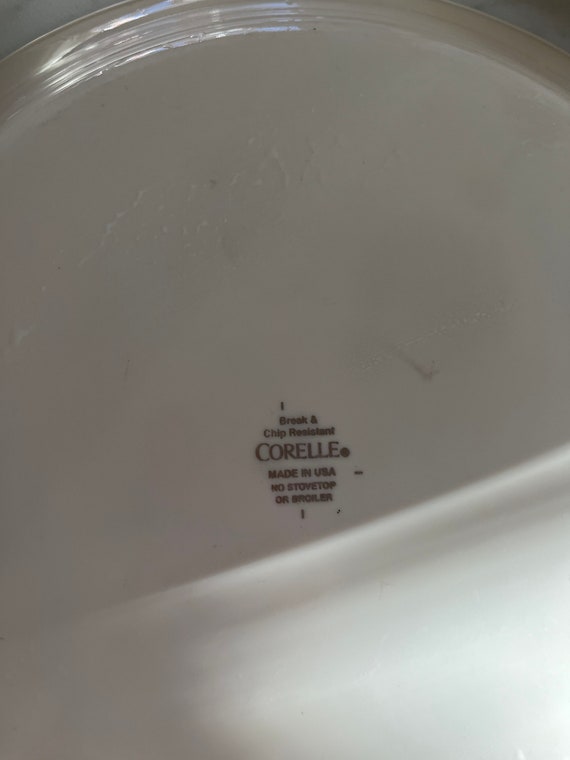 Break &
Chip Resistant
CORELLE®
MADE IN USA
NO STOVETOP
OR BROILER